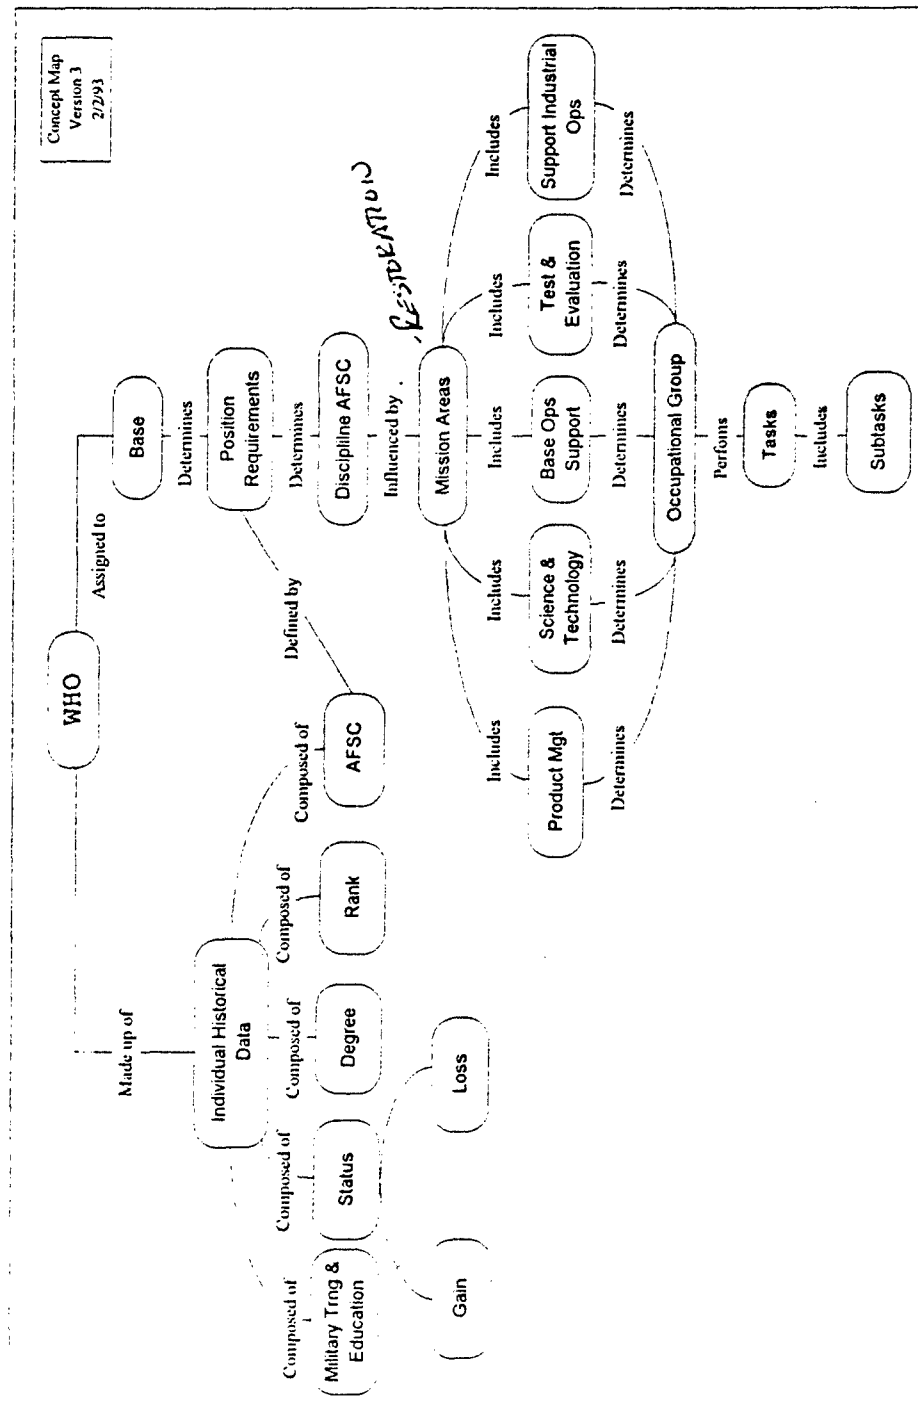 Concept Map
Version 3
2/2/93
WHO
Made up of
Assigned to
Individual Historical
Data
Base
Determines
Position
Requirements
Composed of
Composed of
Composed of
Composed of
Composed of
Defined by
Determines
Military Trng &
Education
Status
Degree
Rank
AFSC
Discipliine AFSC
Influenced by
RESTORATION
Gain
Loss
Mission Areas
Includes
Includes
Includes
Includes
Includes
Product Mgt
Science &
Technology
Base Ops
Support
Test &
Evaluation
Support Industrial
Ops
Determines
Determines
Determines
Determines
Determines
Occupational Group
Perfoms
Tasks
Includes
Subtasks